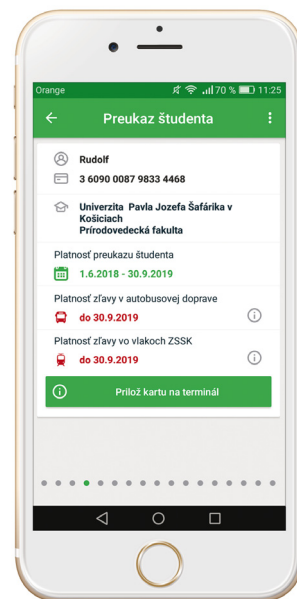 Orange 70 % 11:25
Preukaz študenta
Rudolf
3 6090 0087 9833 4468
Univerzita Pavla Jozefa Šafárika v
Košiciach
Prírodovedecká fakulta
Platnosť preukazu študenta
1.6.2018 - 30.9.2019
Platnosť zľavy v autobusovej doprave
do 30.9.2019
Platnosť zľavy vo vlakoch ZSSK
do 30.9.2019
Prilož kartu na terminál